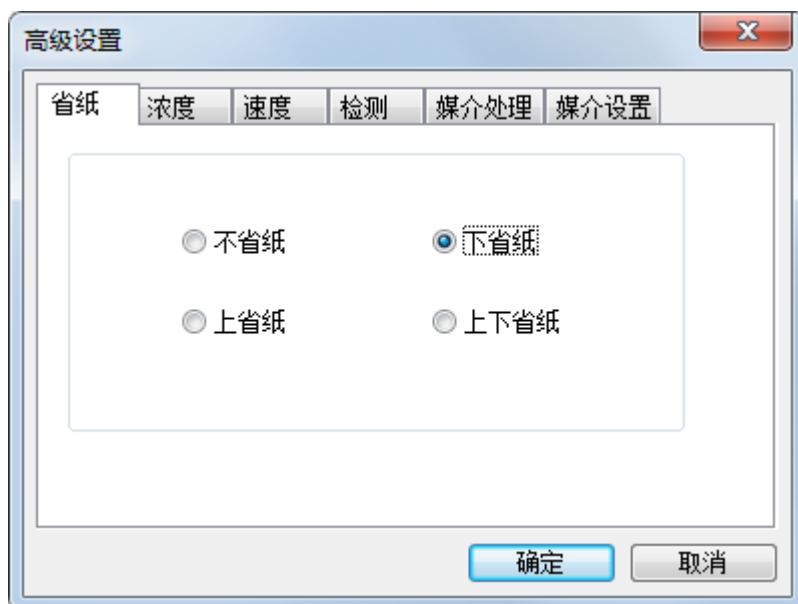 高级设置
省纸 浓度 速度 检测 媒介处理 媒介设置
不省纸 下省纸
上省纸 上下省纸
确定 取消